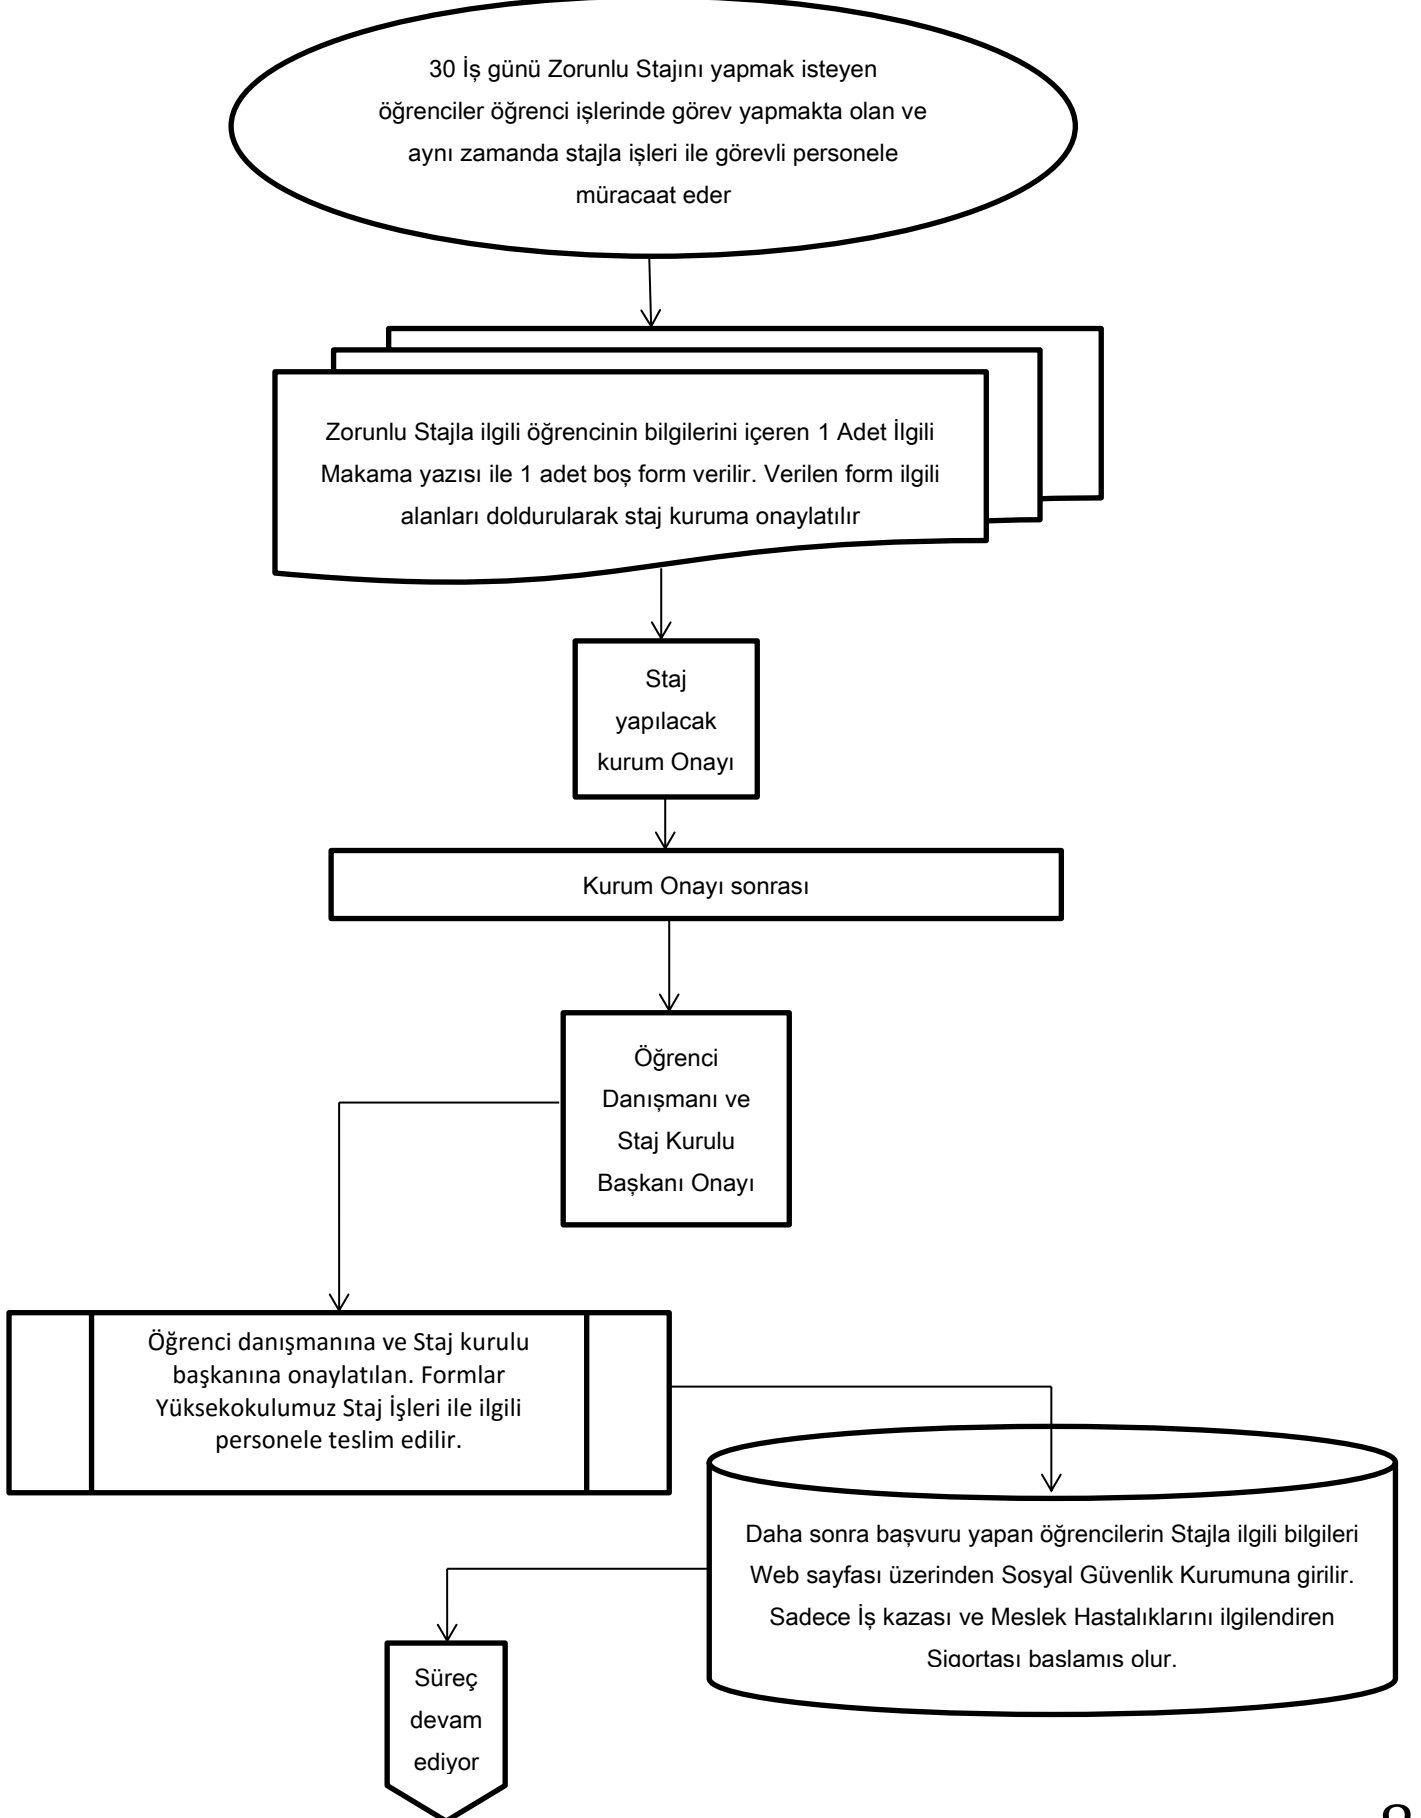 30 İş günü Zorunlu Stajını yapmak isteyen
öğrenciler öğrenci işlerinde görev yapmakta olan ve
aynı zamanda stajla işleri ile görevli personele
müracaat eder
Zorunlu Stajla ilgili öğrencinin bilgilerini içeren 1 Adet İlgili
Makama yazısı ile 1 adet boş form verilir. Verilen form ilgili
alanları doldurularak staj kuruma onaylatılır
Staj
yapılacak
kurum Onayı
Kurum Onayı sonrası
Öğrenci
Danışmanı ve
Staj Kurulu
Başkanı Onayı
Öğrenci danışmanına ve Staj kurulu
başkanına onaylatılan. Formlar
Yüksekokulumuz Staj İşleri ile ilgili
personele teslim edilir.
Daha sonra başvuru yapan öğrencilerin Stajla ilgili bilgileri
Web sayfası üzerinden Sosyal Güvenlik Kurumuna girilir.
Sadece İş kazası ve Meslek Hastalıklarını ilgilendiren
Sigortası başlamış olur.
Süreç
devam
ediyor